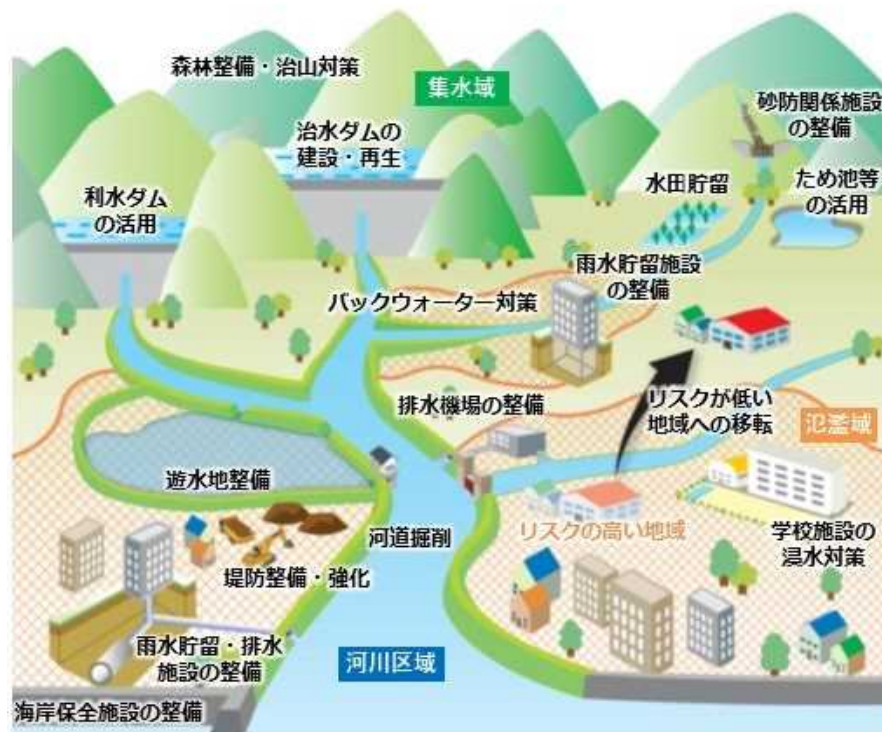 森林整備・治山対策
集水域
砂防関係施設
の整備
治水ダムの
建設・再生
水田貯留
ため池等
の活用
利水ダム
の活用
雨水貯留施設
の整備
バックウォーター対策
排水機場の整備
リスクが低い
地域への移転
氾濫域
遊水地整備
河道掘削
リスクの高い地域
学校施設の
浸水対策
堤防整備・強化
雨水貯留・排水
施設の整備
河川区域
海岸保全施設の整備